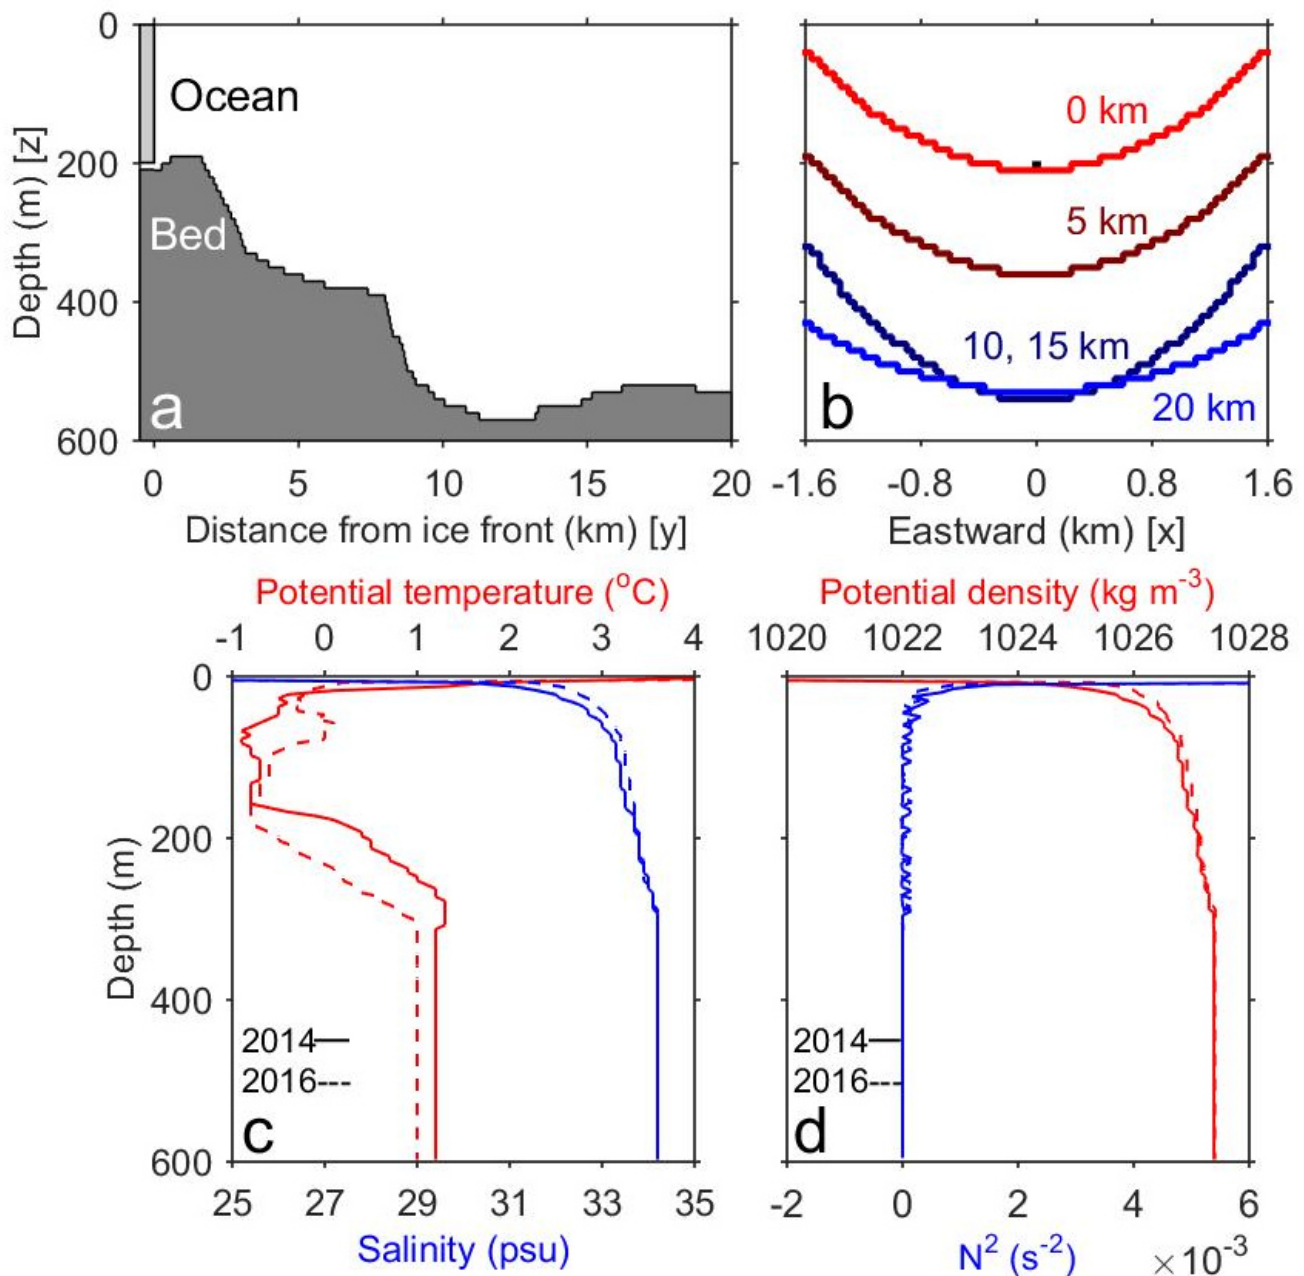 0
200
400
600
Depth (m) [z]
Ocean
Bed
a
0 5 10 15 20
Distance from ice front (km) [y]
0 km
5 km
10, 15 km
20 km
b
-1.6 -0.8 0 0.8 1.6
Eastward (km) [x]
Potential temperature (°C)
-1 0 1 2 3 4
0
200
400
600
Depth (m)
2014
2016
c
25 27 29 31 33 35
Salinity (psu)
Potential density (kg m⁻³)
1020 1022 1024 1026 1028
2014
2016
d
-2 0 2 4 6
N² (s⁻²) ×10⁻³